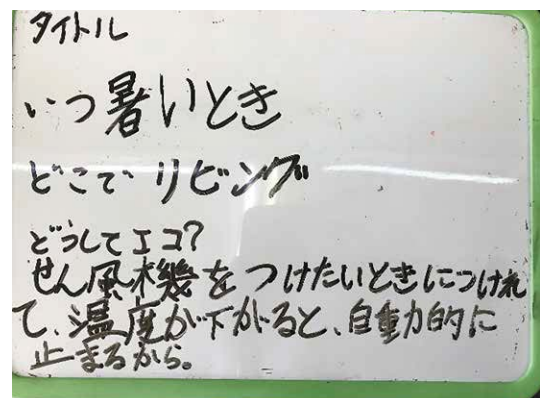 タイトル
いつ暑いとき
どこでリビング
どうしてエコ?
せん風機をつけたいときにつけれ
て、温度が下がると、自動的に
止まるから。